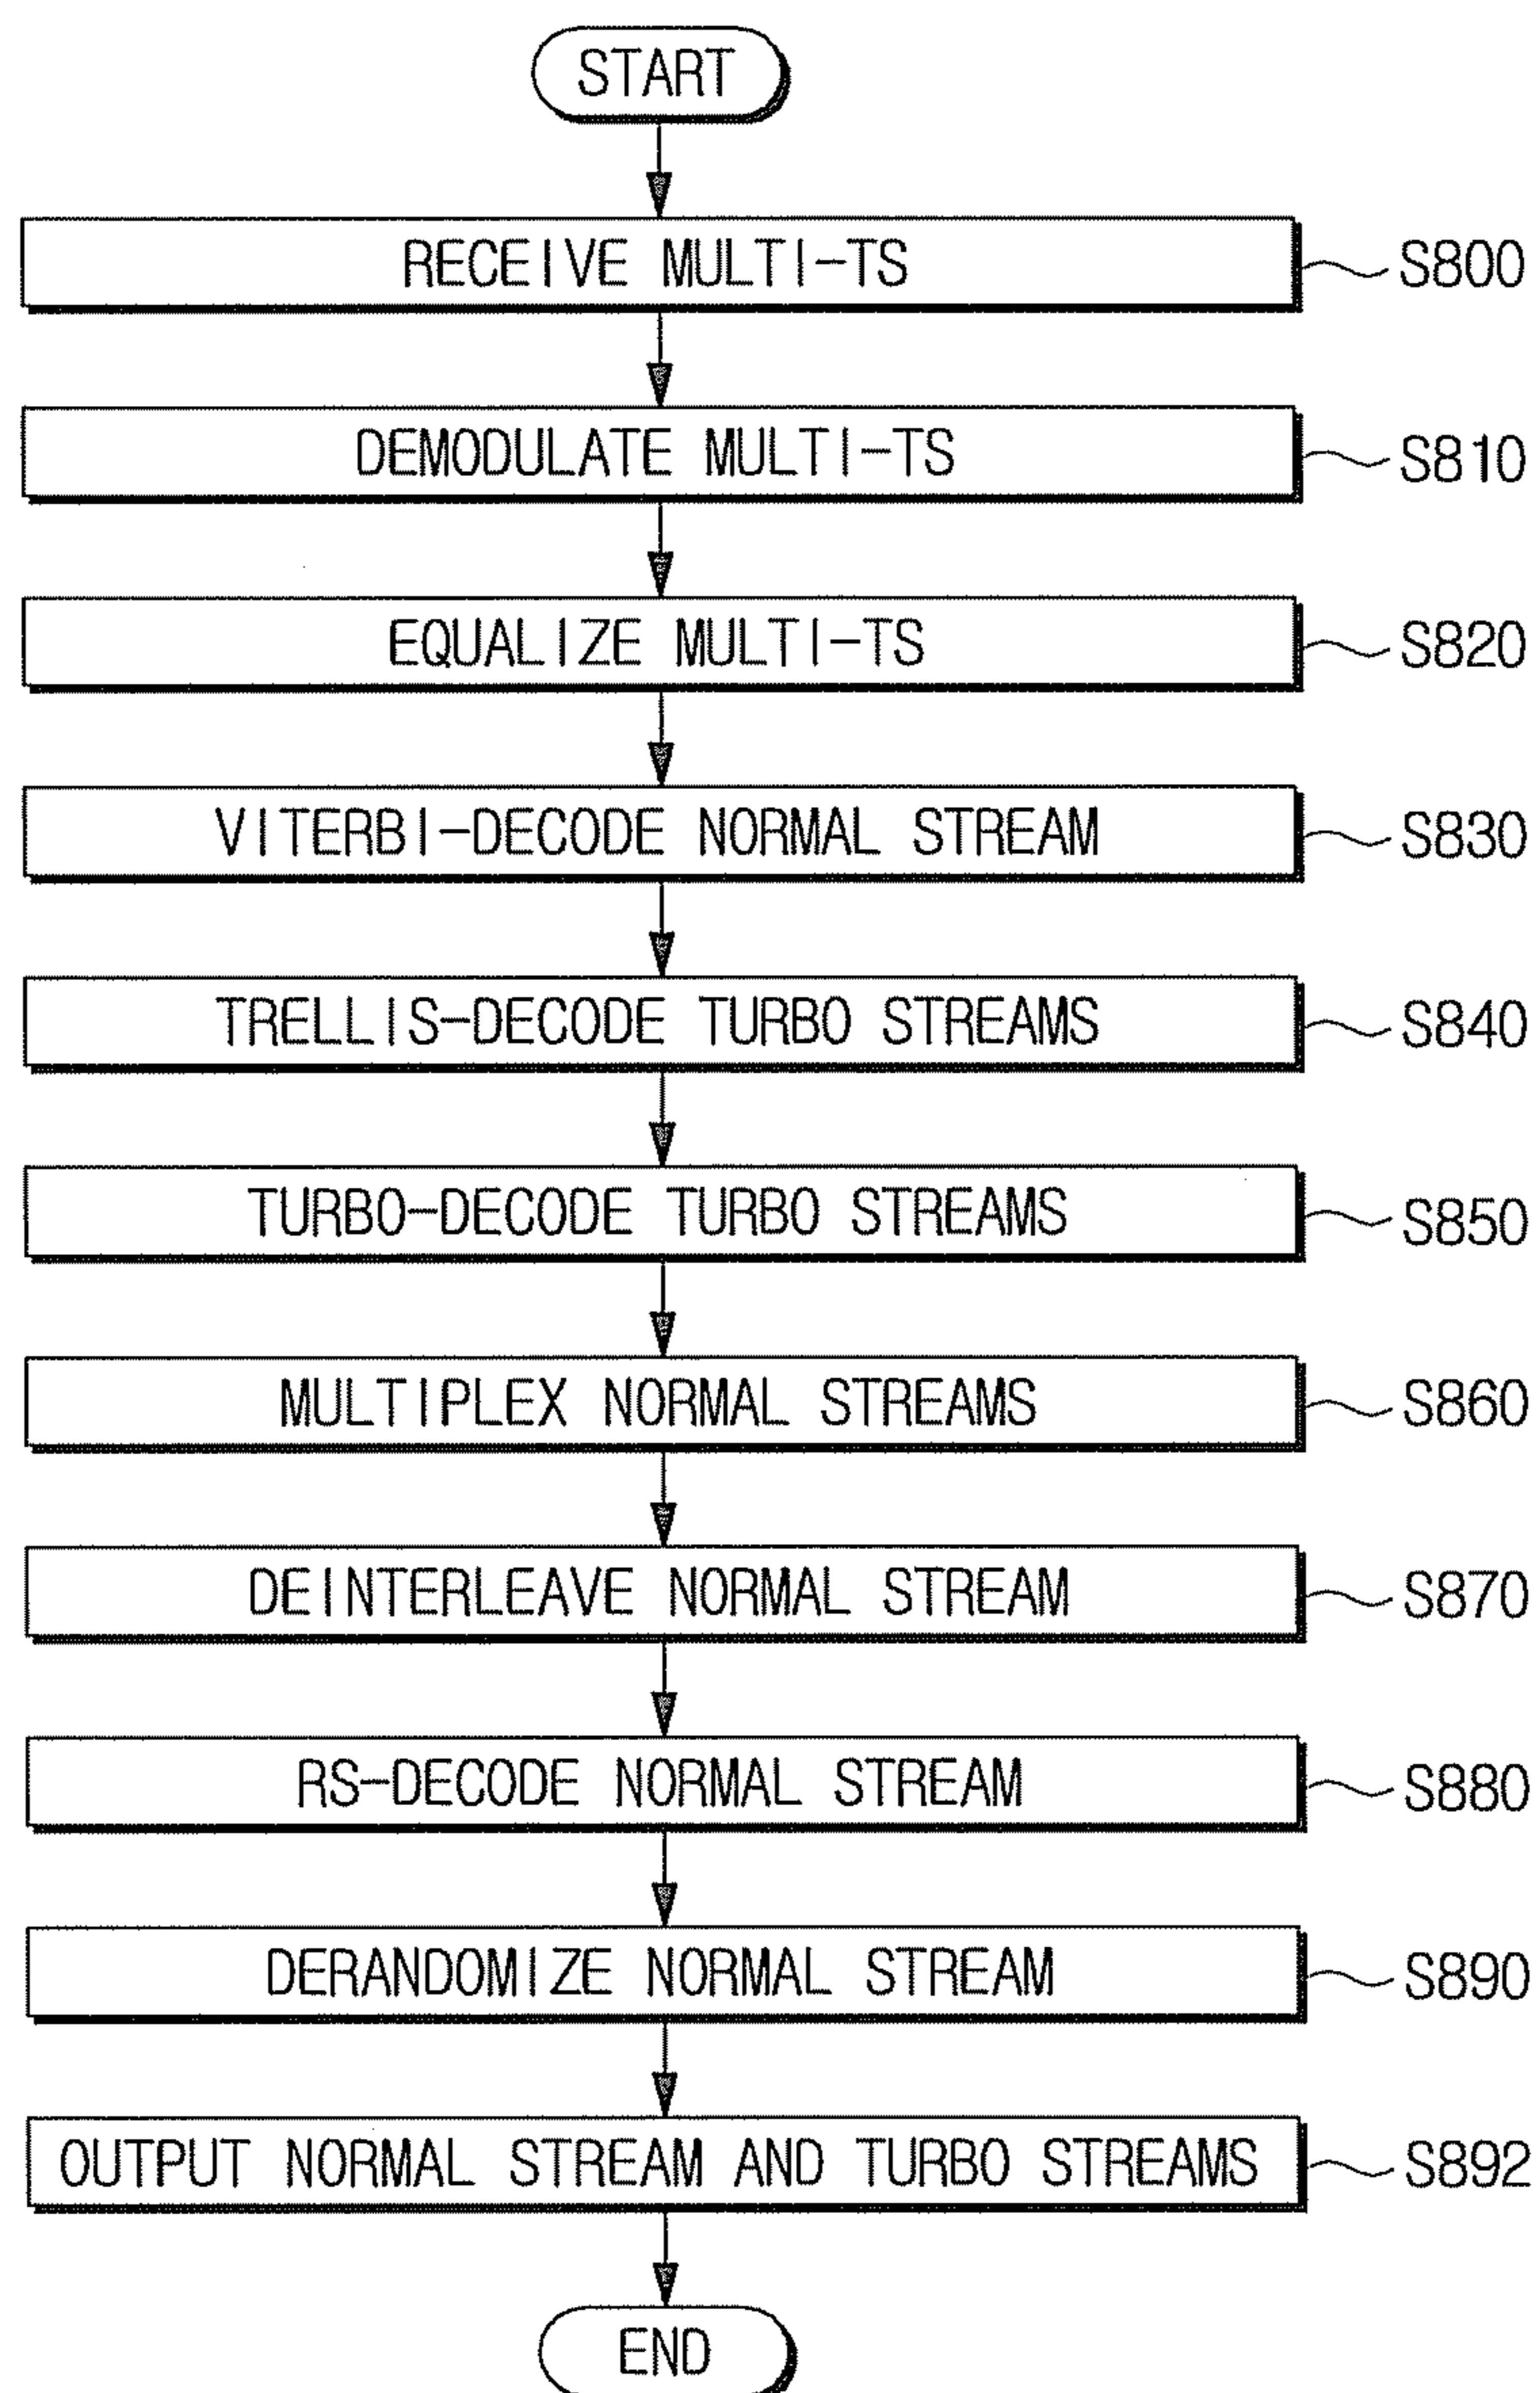 START
RECEIVE MULTI-TS
S800
DEMODULATE MULTI-TS
S810
EQUALIZE MULTI-TS
S820
VITERBI-DECODE NORMAL STREAM
S830
TRELLIS-DECODE TURBO STREAMS
S840
TURBO-DECODE TURBO STREAMS
S850
MULTIPLEX NORMAL STREAMS
S860
DEINTERLEAVE NORMAL STREAM
S870
RS-DECODE NORMAL STREAM
S880
DERANDOMIZE NORMAL STREAM
S890
OUTPUT NORMAL STREAM AND TURBO STREAMS
S892
END